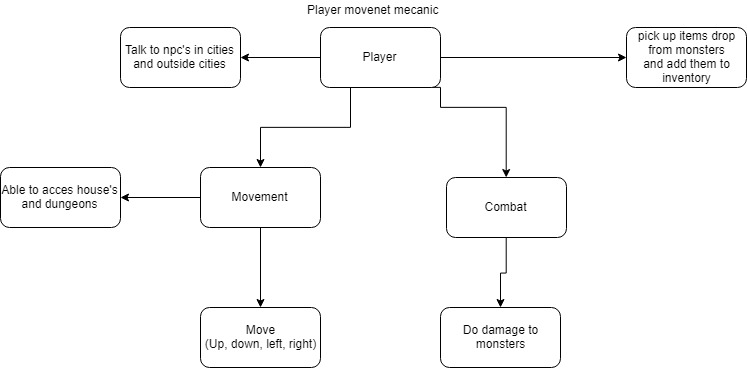 Player movenet mecanic
Talk to npc's in cities
and outside cities
Player
pick up items drop
from monsters
and add them to
inventory
Able to acces house's
and dungeons
Movement
Combat
Move
(Up, down, left, right)
Do damage to
monsters